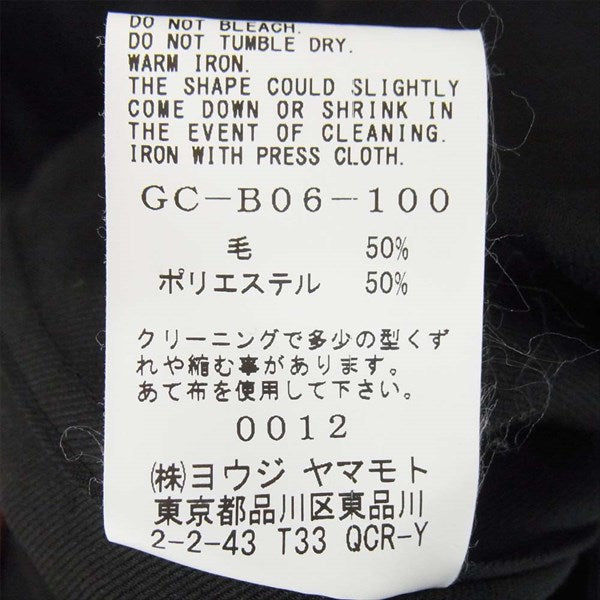 DO NOT BLEACH.
DO NOT TUMBLE DRY.
WARM IRON.
THE SHAPE COULD SLIGHTLY
COME DOWN OR SHRINK IN
THE EVENT OF CLEANING.
IRON WITH PRESS CLOTH.
GC-B06-100
毛 50%
ポリエステル 50%
クリーニングで多少の型くず
れや縮む事があります。
あて布を使用して下さい。
0012
㈱ヨウジ ヤマモト
東京都品川区東品川
2-2-43 T33 QCR-Y